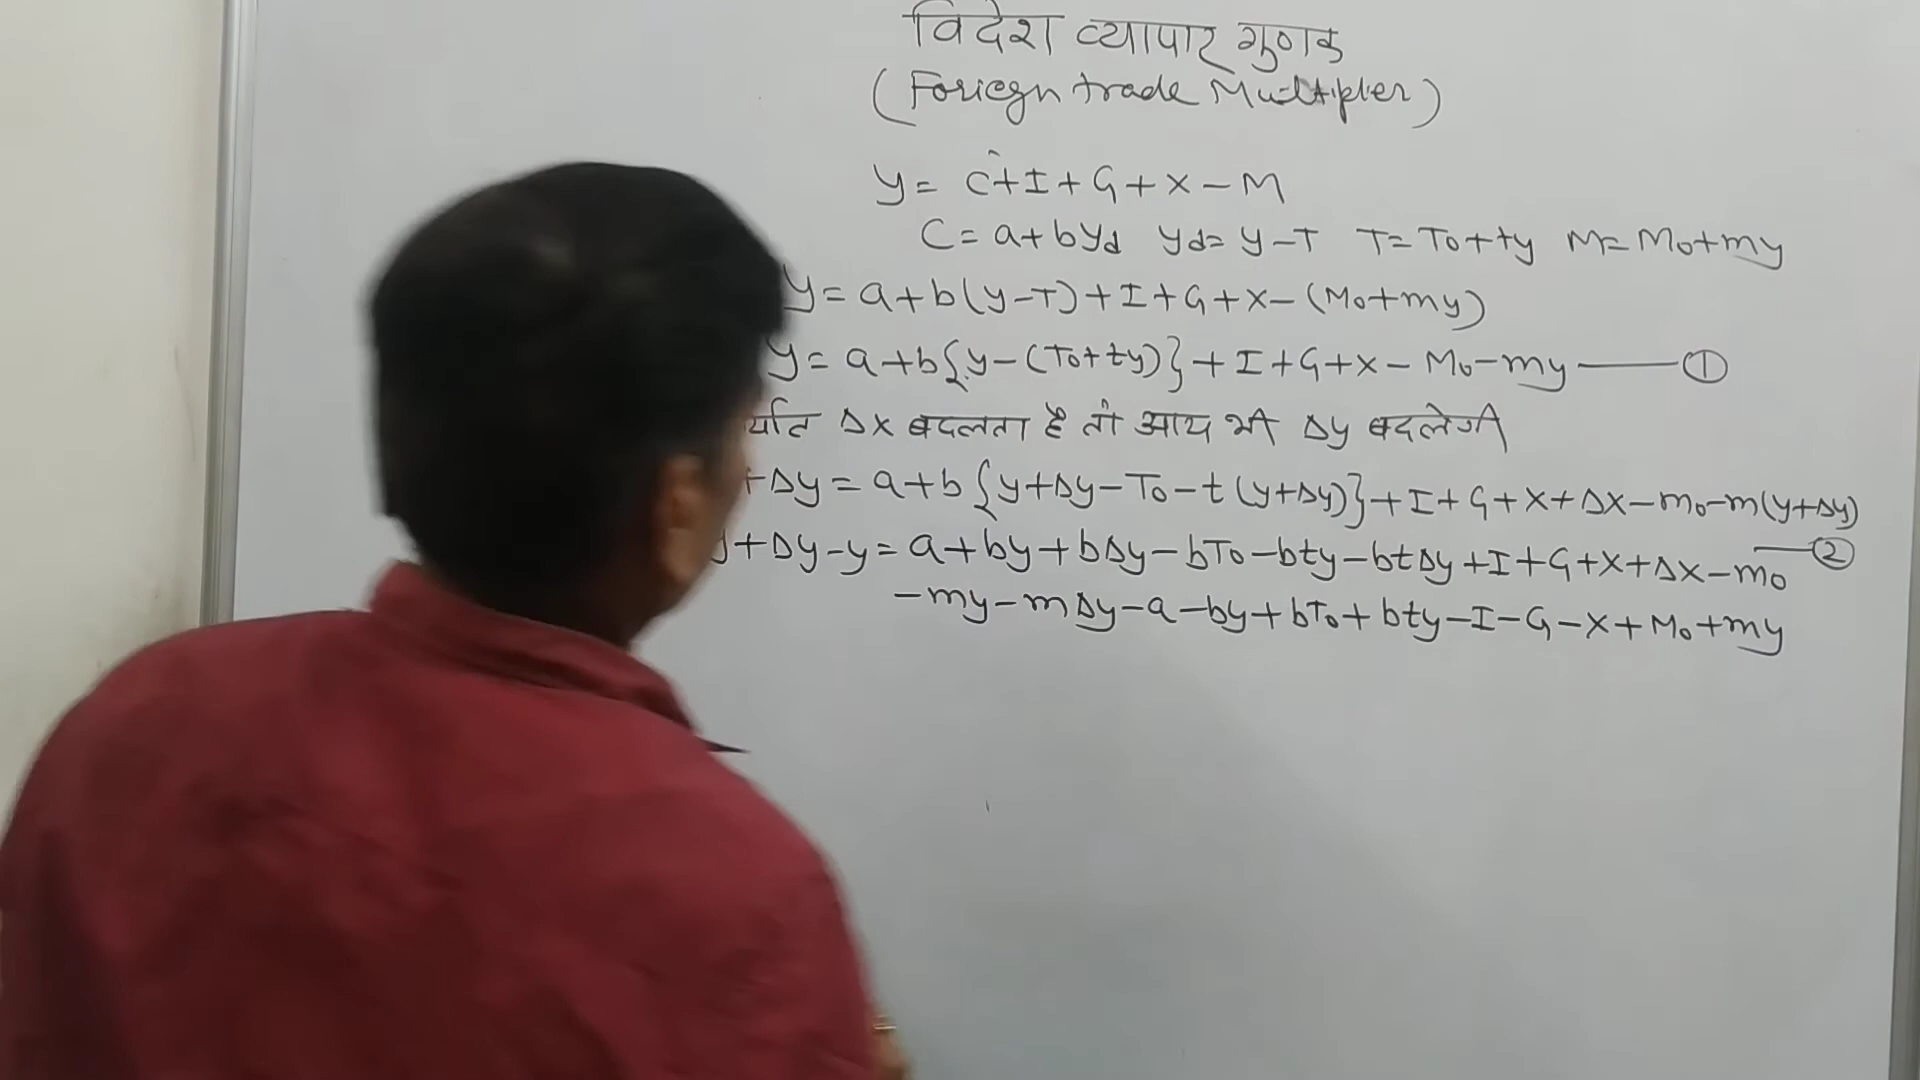 विदेश व्यापार गुणक
(Foriegn trade Multiplier)
y = C+I+G+X-M
C = a+byd yd= y-T T= To+ty M= Mo+my
y = a+b(y-T)+I+G+X-(Mo+my)
y = a+b{y-(To+ty)}+I+G+X-Mo-my —— ①
Δx बदलता है तो आय भी Δy बदलेगी
+Δy = a+b{y+Δy-To-t(y+Δy)}+I+G+X+ΔX-mo-m(y+Δy)
y+Δy-y = a+by+bΔy-bTo-bty-btΔy+I+G+X+ΔX-mo —②
-my-mΔy-a-by+bTo+bty-I-G-X+Mo+my